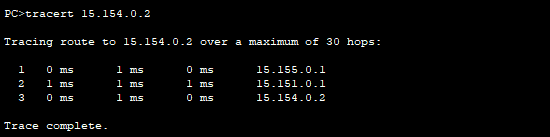 PC>tracert 15.154.0.2
Tracing route to 15.154.0.2 over a maximum of 30 hops:
1 0 ms 1 ms 0 ms 15.155.0.1
2 1 ms 1 ms 1 ms 15.151.0.1
3 0 ms 1 ms 0 ms 15.154.0.2
Trace complete.